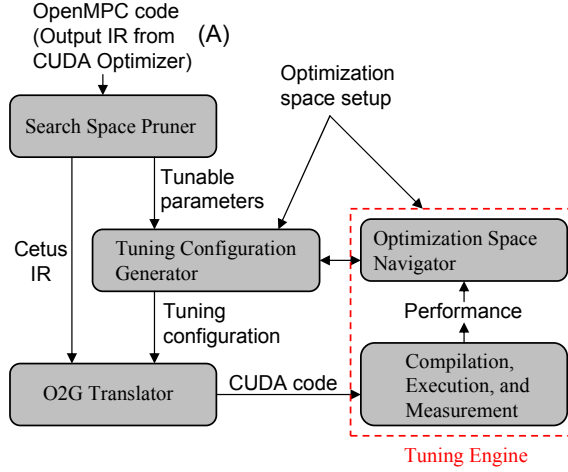 OpenMPC code
(Output IR from
CUDA Optimizer)
(A)
Optimization
space setup
Search Space Pruner
Tunable
parameters
Cetus
IR
Tuning Configuration
Generator
Optimization Space
Navigator
Tuning
configuration
Performance
O2G Translator
CUDA code
Compilation,
Execution, and
Measurement
Tuning Engine